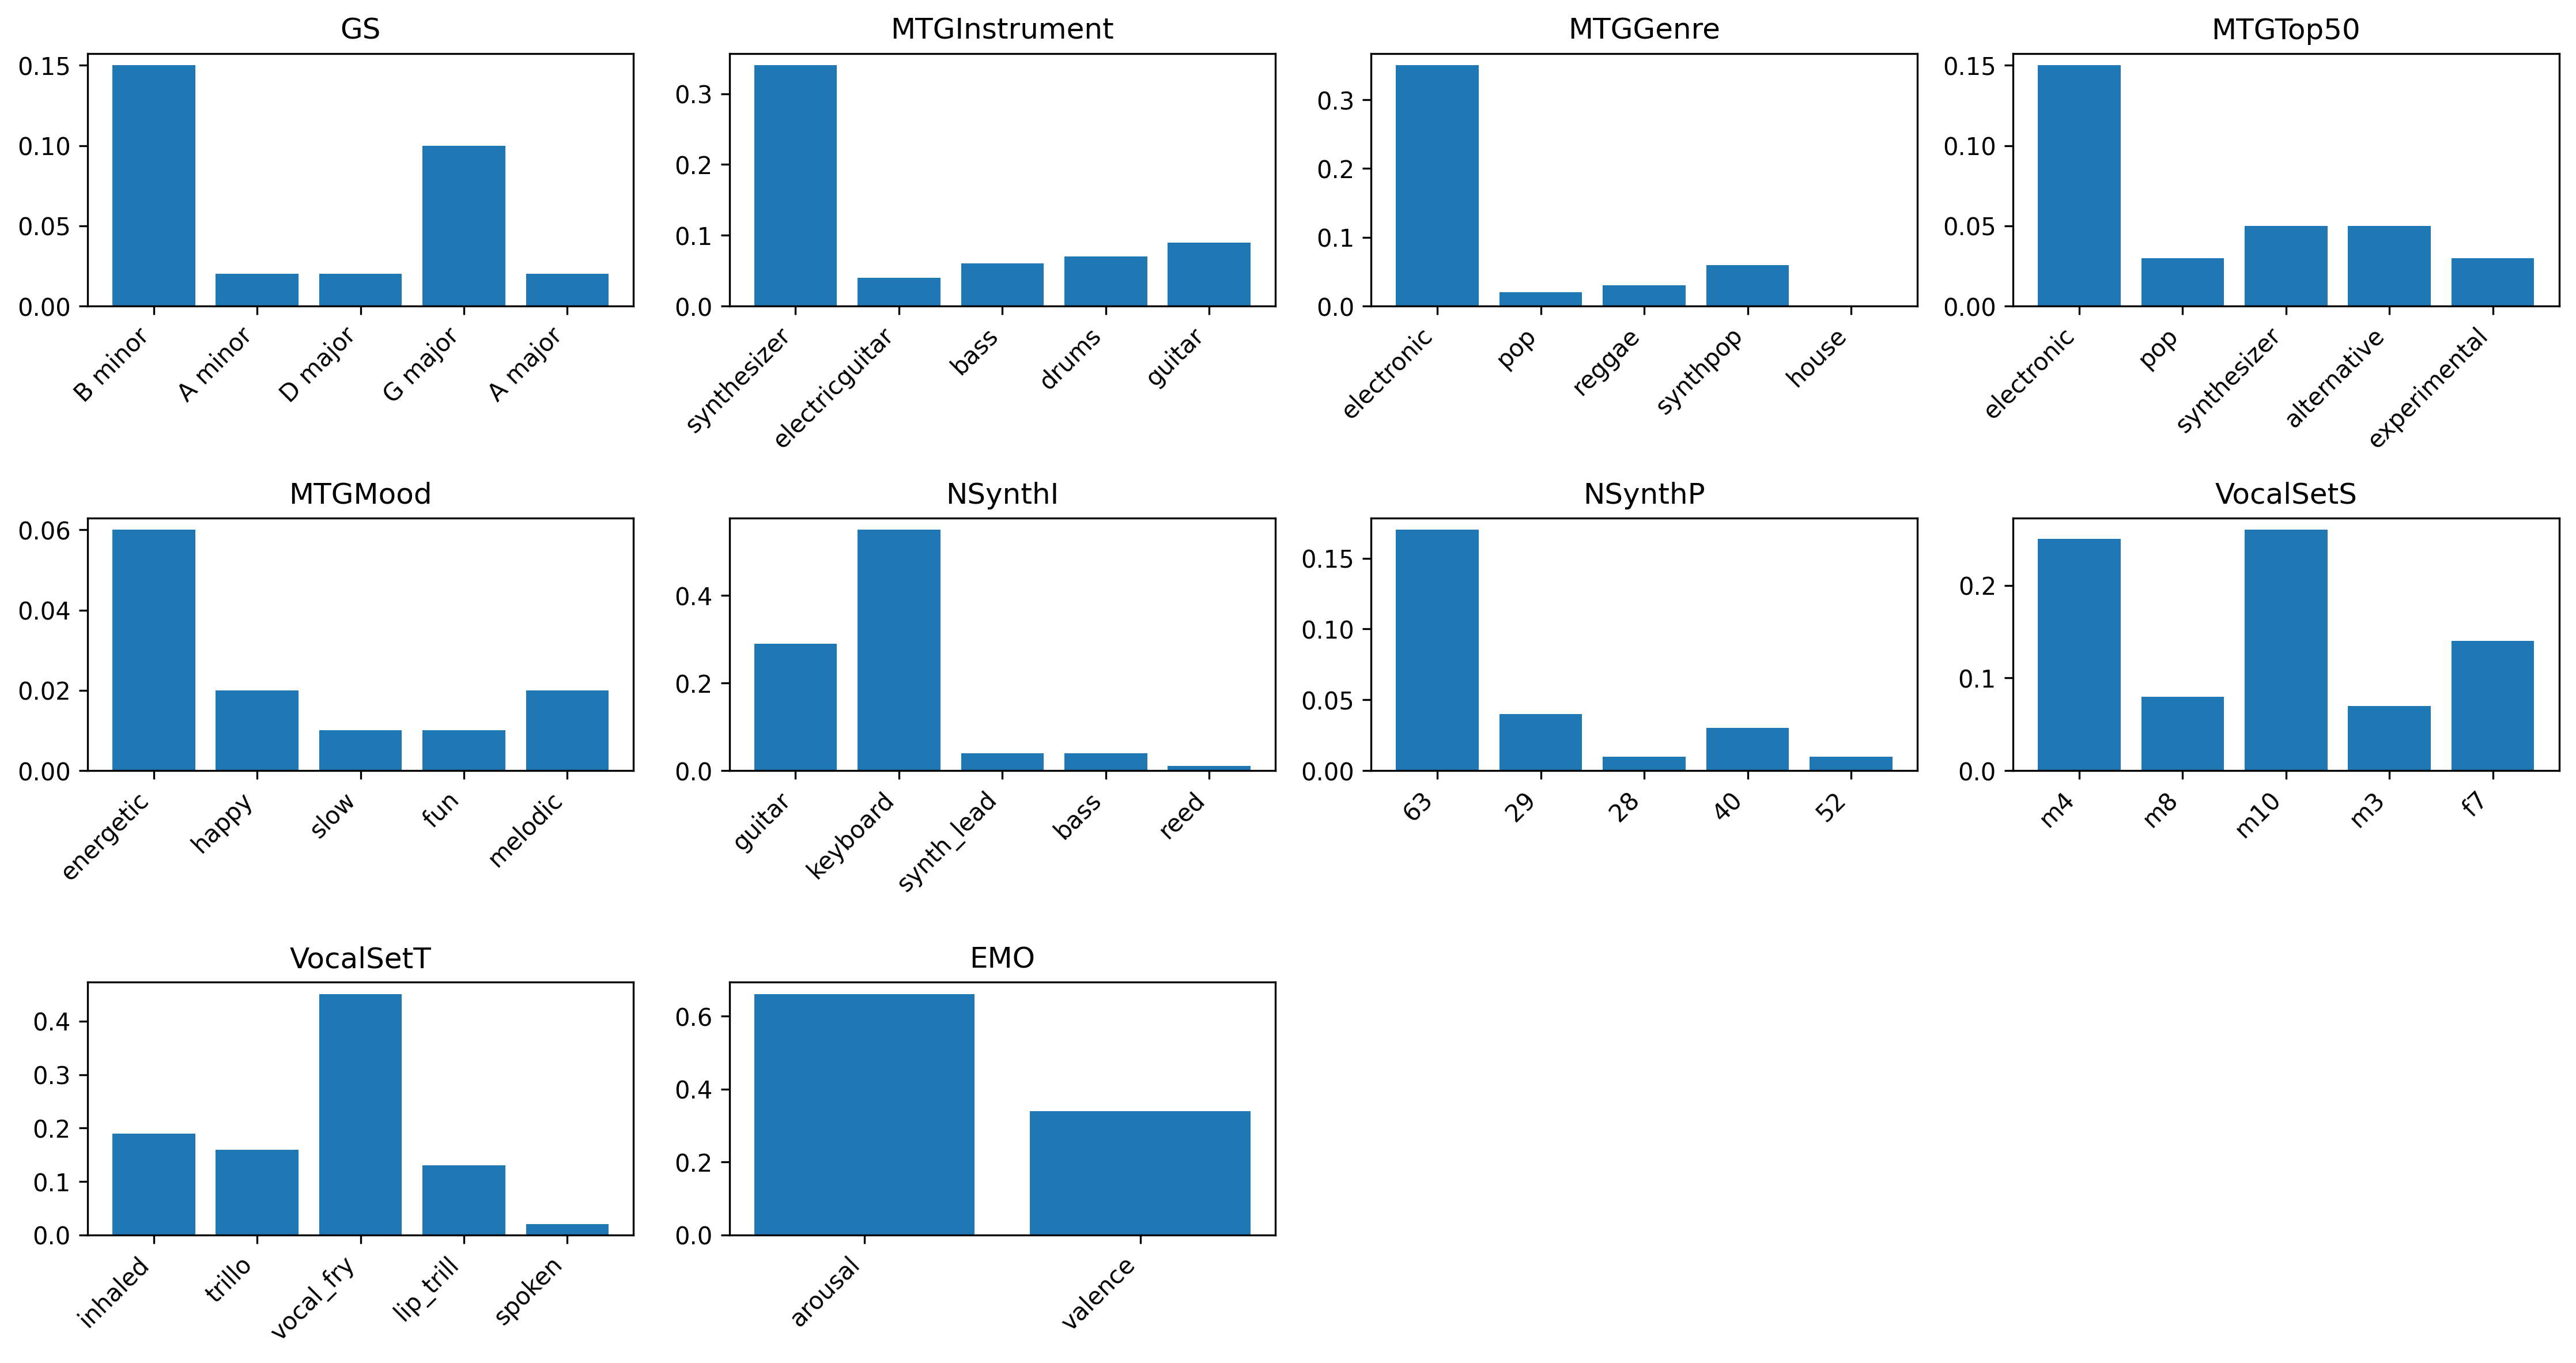 GS
0.15
0.10
0.05
0.00
B minor
A minor
D major
G major
A major
MTGInstrument
0.3
0.2
0.1
0.0
synthesizer
electricguitar
bass
drums
guitar
MTGGenre
0.3
0.2
0.1
0.0
electronic
pop
reggae
synthpop
house
MTGTop50
0.15
0.10
0.05
0.00
electronic
pop
synthesizer
alternative
experimental
MTGMood
0.06
0.04
0.02
0.00
energetic
happy
slow
fun
melodic
NSynthI
0.4
0.2
0.0
guitar
keyboard
synth_lead
bass
reed
NSynthP
0.15
0.10
0.05
0.00
63
29
28
40
52
VocalSetS
0.2
0.1
0.0
m4
m8
m10
m3
f7
VocalSetT
0.4
0.3
0.2
0.1
0.0
inhaled
trillo
vocal_fry
lip_trill
spoken
EMO
0.6
0.4
0.2
0.0
arousal
valence